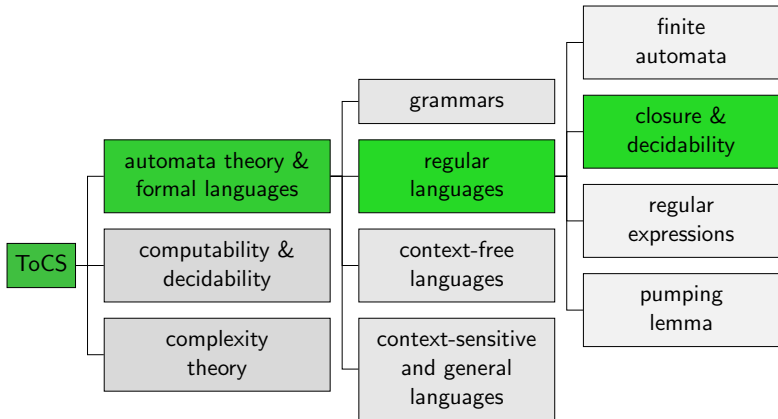 ToCS
automata theory &
formal languages
computability &
decidability
complexity
theory
grammars
regular
languages
context-free
languages
context-sensitive
and general
languages
finite
automata
closure &
decidability
regular
expressions
pumping
lemma